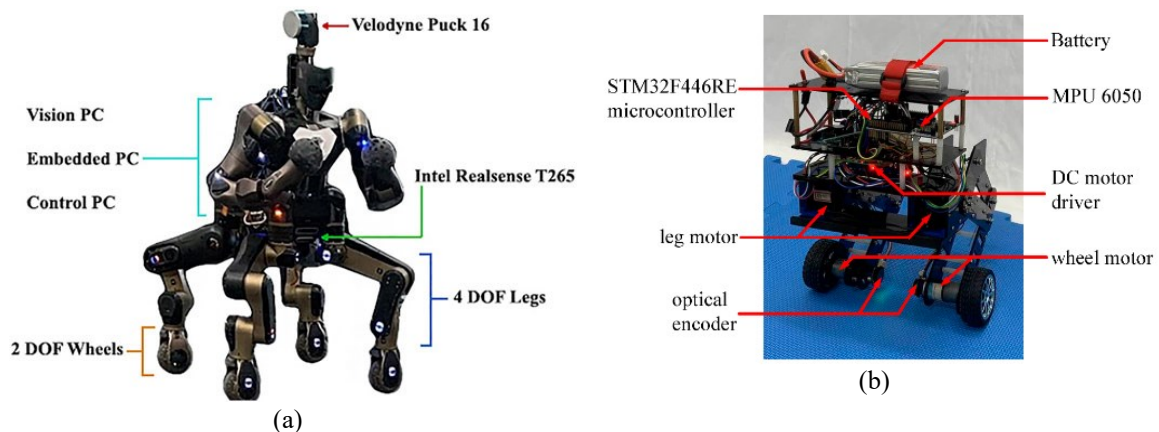 Velodyne Puck 16
Vision PC
Embedded PC
Control PC
Intel Realsense T265
4 DOF Legs
2 DOF Wheels
(a)
Battery
STM32F446RE
microcontroller
MPU 6050
DC motor
driver
leg motor
wheel motor
optical
encoder
(b)